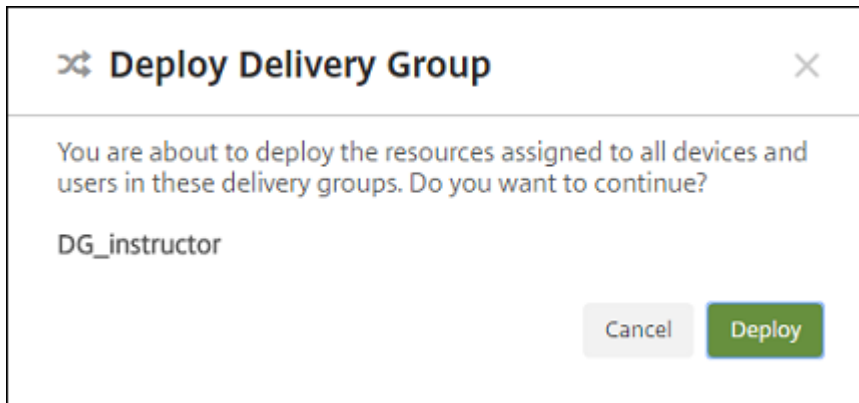 Deploy Delivery Group
You are about to deploy the resources assigned to all devices and
users in these delivery groups. Do you want to continue?
DG_instructor
Cancel Deploy